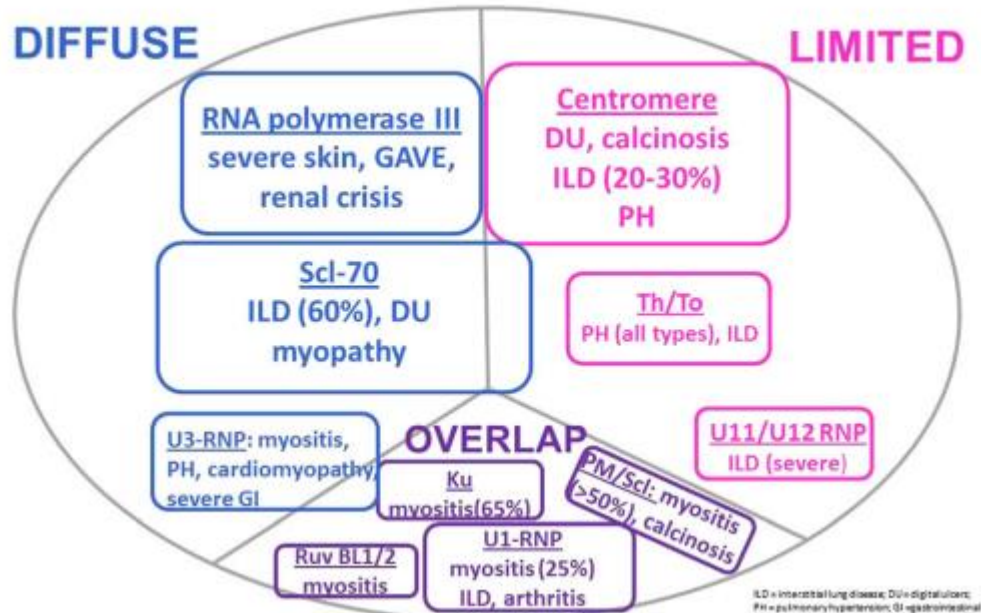 DIFFUSE
LIMITED
RNA polymerase III
severe skin, GAVE,
renal crisis
Centromere
DU, calcinosis
ILD (20-30%)
PH
Scl-70
ILD (60%), DU
myopathy
Th/To
PH (all types), ILD
U3-RNP: myositis,
PH, cardiomyopathy,
severe GI
OVERLAP
Ku
myositis(65%)
PM/Scl: myositis
(>50%), calcinosis
U11/U12 RNP
ILD (severe)
Ruv BL1/2
myositis
U1-RNP
myositis (25%)
ILD, arthritis
ILD = interstitial lung disease; DU = digital ulcers;
PH = pulmonary hypertension; GI =gastrointestinal